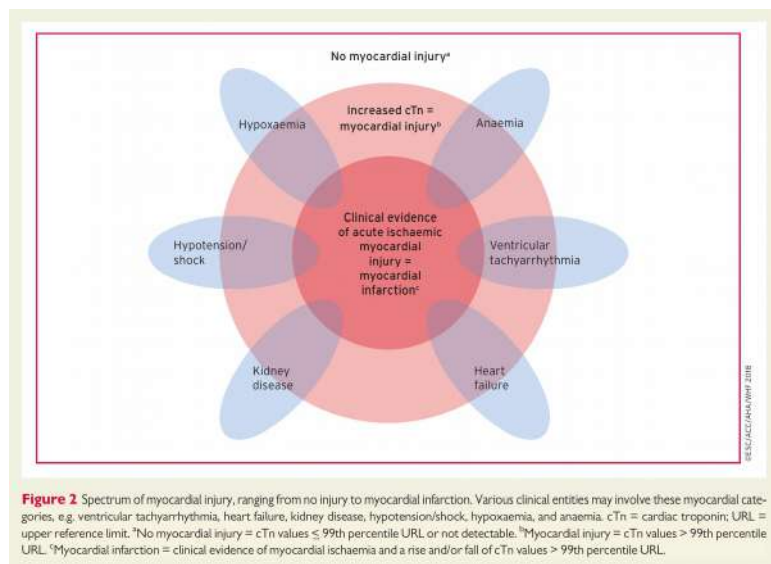 No myocardial injuryᵃ
Increased cTn =
myocardial injuryᵇ
Hypoxaemia
Anaemia
Clinical evidence
of acute ischaemic
myocardial
injury =
myocardial
infarctionᶜ
Hypotension/
shock
Ventricular
tachyarrhythmia
Kidney
disease
Heart
failure
©ESC/ACC/AHA/WHF 2018
Figure 2 Spectrum of myocardial injury, ranging from no injury to myocardial infarction. Various clinical entities may involve these myocardial cate-
gories, e.g. ventricular tachyarrhythmia, heart failure, kidney disease, hypotension/shock, hypoxaemia, and anaemia. cTn = cardiac troponin; URL =
upper reference limit. ᵃNo myocardial injury = cTn values ≤ 99th percentile URL or not detectable. ᵇMyocardial injury = cTn values > 99th percentile
URL. ᶜMyocardial infarction = clinical evidence of myocardial ischaemia and a rise and/or fall of cTn values > 99th percentile URL.